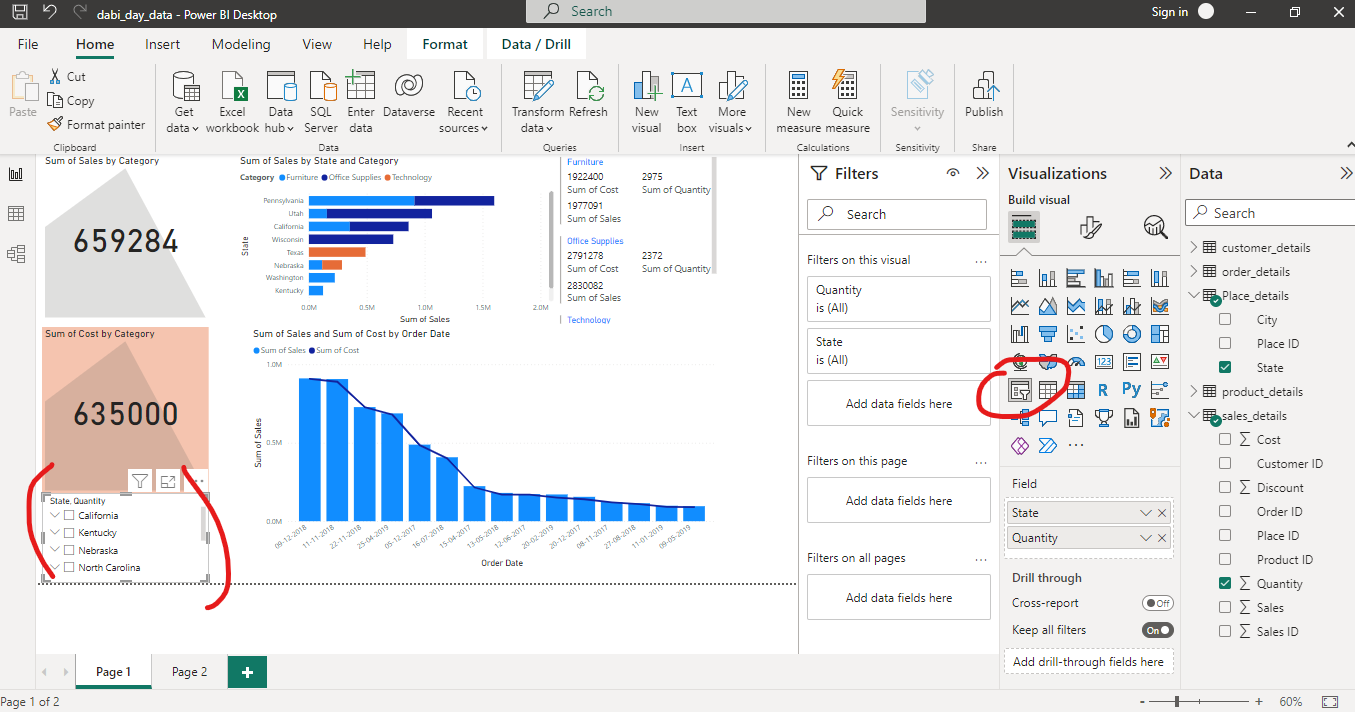 dabi_day_data - Power BI Desktop
Search
Sign in
File Home Insert Modeling View Help Format Data / Drill
Paste
Cut
Copy
Format painter
Clipboard
Get data
Excel workbook
Data hub
SQL Server
Enter data
Dataverse
Recent sources
Data
Transform data
Refresh
Queries
New visual
Text box
More visuals
Insert
New measure
Quick measure
Calculations
Sensitivity
Sensitivity
Publish
Share
Sum of Sales by Category
659284
Sum of Cost by Category
635000
State, Quantity
California
Kentucky
Nebraska
North Carolina
Sum of Sales by State and Category
Category Furniture Office Supplies Technology
State
Pennsylvania
Utah
California
Wisconsin
Texas
Nebraska
Washington
Kentucky
0.0M 0.5M 1.0M 1.5M 2.0M
Sum of Sales
Furniture
1922400 2975
Sum of Cost Sum of Quantity
1977091
Sum of Sales
Office Supplies
2791278 2372
Sum of Cost Sum of Quantity
2830082
Sum of Sales
Technology
Sum of Sales and Sum of Cost by Order Date
Sum of Sales Sum of Cost
Sum of Sales
1.0M
0.5M
0.0M
09-12-2018 11-11-2018 22-11-2018 25-04-2019 05-12-2017 16-07-2018 15-04-2017 13-05-2018 12-06-2017 20-12-2017 08-11-2017 27-08-2018 11-01-2019 09-05-2019
Order Date
Filters
Search
Filters on this visual ...
Quantity
is (All)
State
is (All)
Add data fields here
Filters on this page ...
Add data fields here
Filters on all pages ...
Add data fields here
Visualizations
Build visual
123
R Py
...
Field
State
Quantity
Drill through
Cross-report Off
Keep all filters On
Add drill-through fields here
Data
Search
customer_details
order_details
Place_details
City
Place ID
State
product_details
sales_details
Σ Cost
Customer ID
Σ Discount
Order ID
Place ID
Product ID
Σ Quantity
Σ Sales
Σ Sales ID
Page 1 Page 2 +
Page 1 of 2
- + 60%